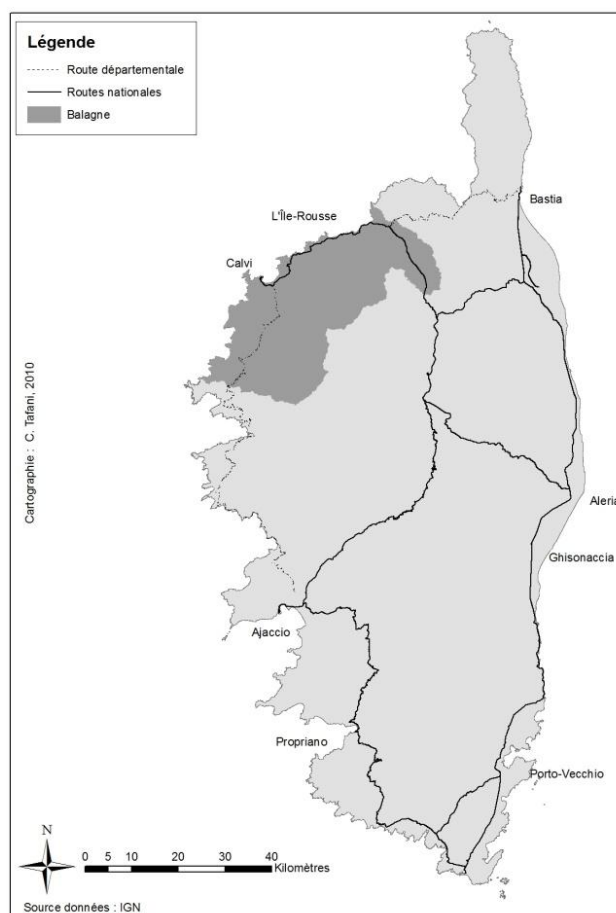 Légende
Route départementale
Routes nationales
Balagne
Bastia
L'Île-Rousse
Calvi
Cartographie : C. Tafani, 2010
Aleria
Ghisonaccia
Ajaccio
Propriano
Porto-Vecchio
N
0 5 10 20 30 40
Kilomètres
Source données : IGN